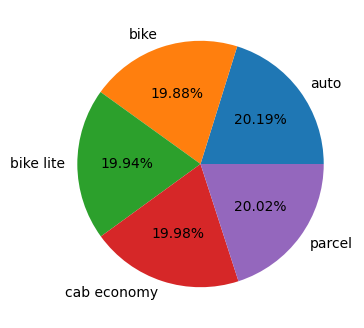 bike
auto
19.88%
20.19%
bike lite
19.94%
20.02%
19.98%
parcel
cab economy